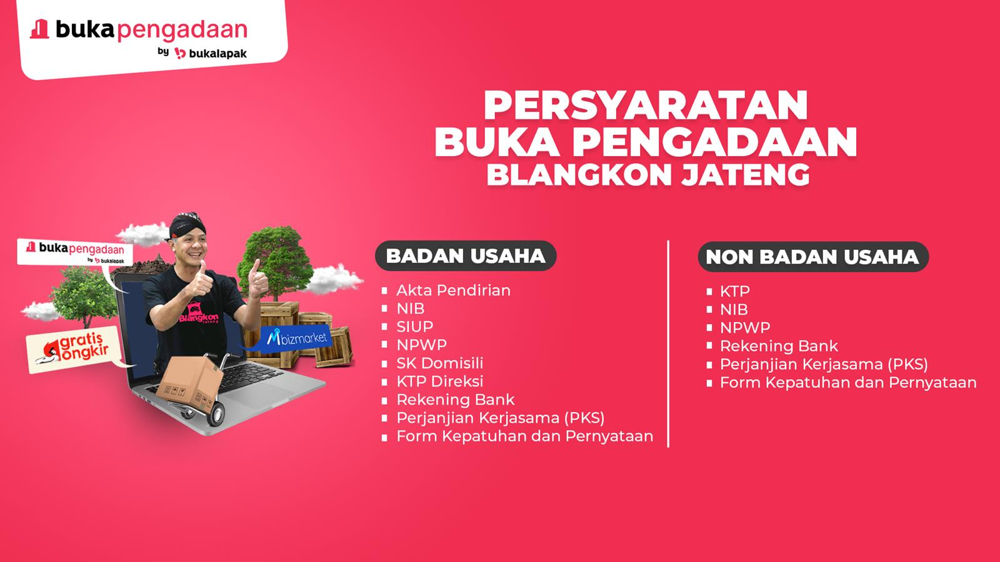 bukapengadaan
by bukalapak
PERSYARATAN
BUKA PENGADAAN
BLANGKON JATENG
bukapengadaan
by bukalapak
gratis
ongkir
Blangkon
Jateng
Mbizmarket
BADAN USAHA
Akta Pendirian
NIB
SIUP
NPWP
SK Domisili
KTP Direksi
Rekening Bank
Perjanjian Kerjasama (PKS)
Form Kepatuhan dan Pernyataan
NON BADAN USAHA
KTP
NIB
NPWP
Rekening Bank
Perjanjian Kerjasama (PKS)
Form Kepatuhan dan Pernyataan